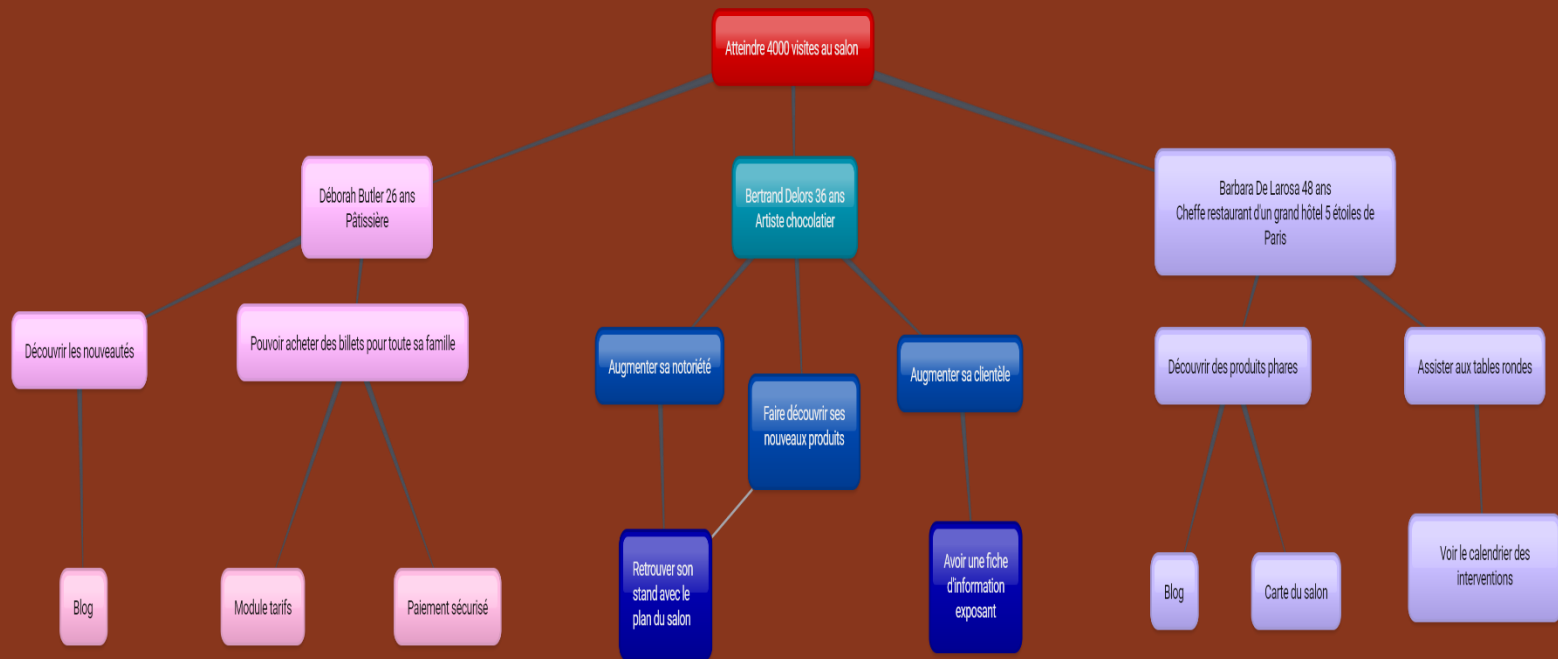 Atteindre 4000 visites au salon
Déborah Butler 26 ans
Pâtissière
Bertrand Delors 36 ans
Artiste chocolatier
Barbara De Larosa 48 ans
Cheffe restaurant d'un grand hôtel 5 étoiles de
Paris
Découvrir les nouveautés
Pouvoir acheter des billets pour toute sa famille
Augmenter sa notoriété
Faire découvrir ses
nouveaux produits
Augmenter sa clientèle
Découvrir des produits phares
Assister aux tables rondes
Blog
Module tarifs
Paiement sécurisé
Retrouver son
stand avec le
plan du salon
Avoir une fiche
d'information
exposant
Blog
Carte du salon
Voir le calendrier des
interventions